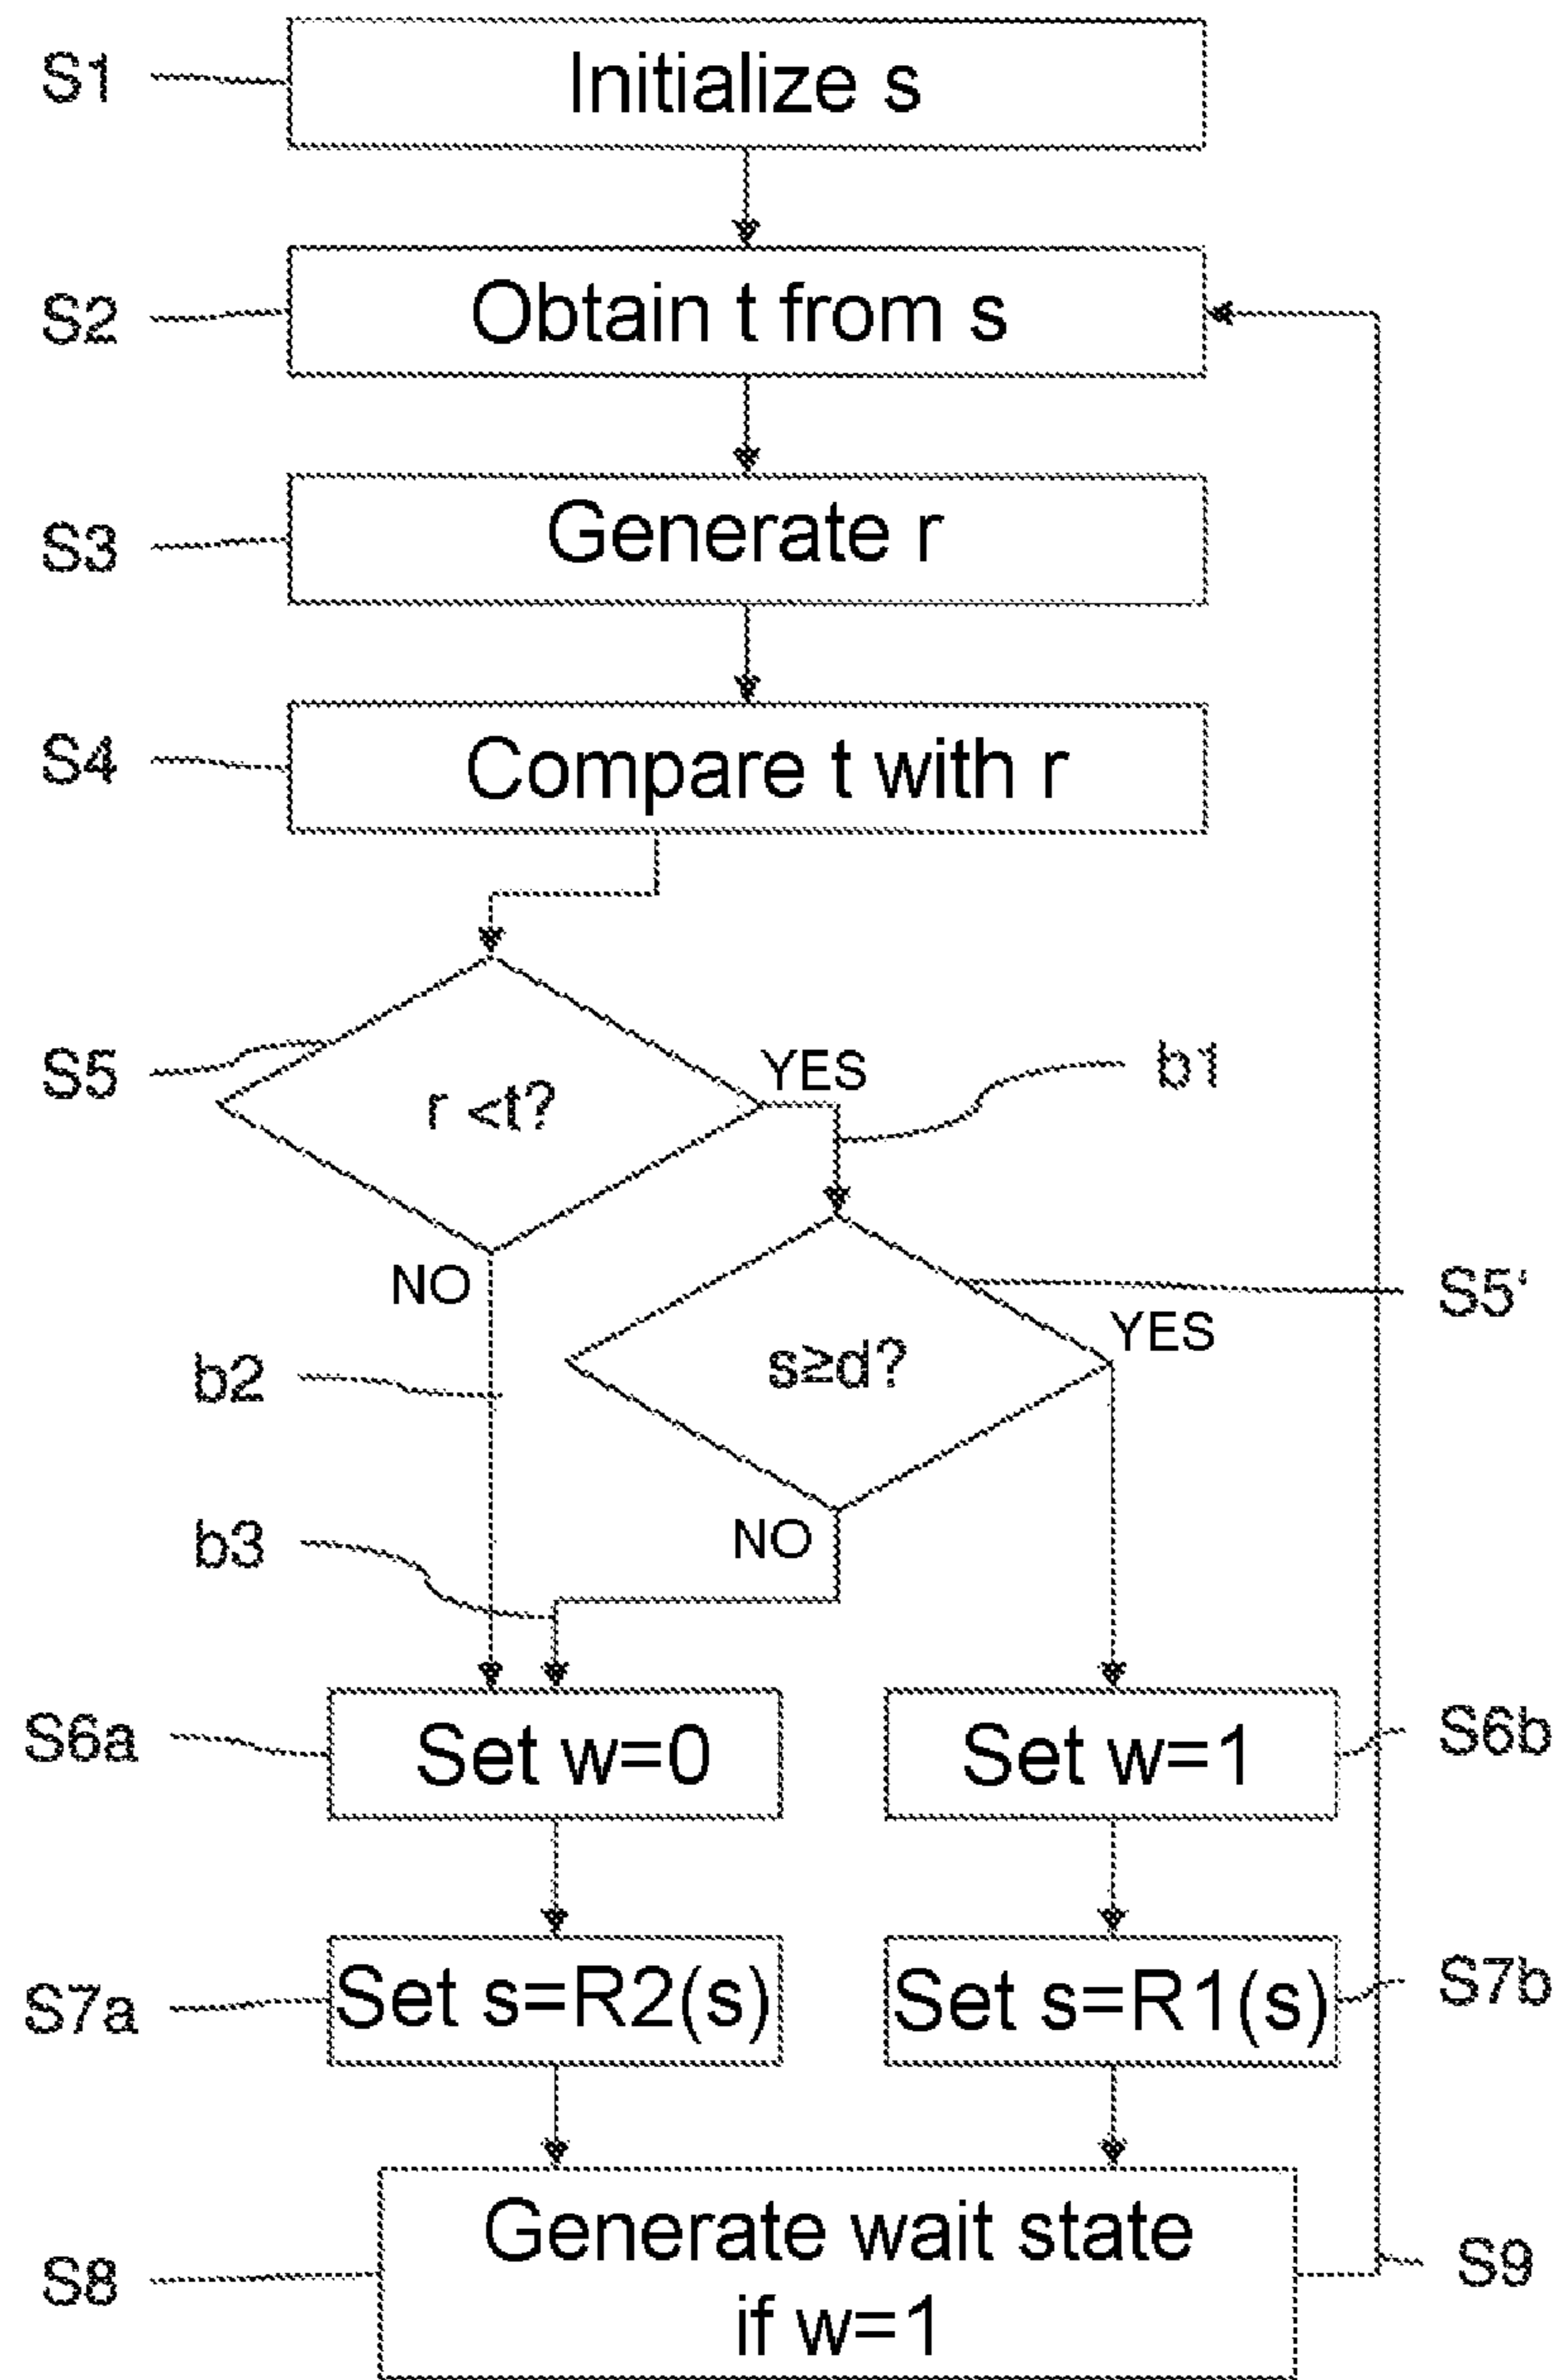 S1
Initialize s
S2
Obtain t from s
S3
Generate r
S4
Compare t with r
S5
r <t?
YES
b1
NO
S5'
s≥d?
YES
b2
NO
b3
S6a
Set w=0
Set w=1
S6b
S7a
Set s=R2(s)
Set s=R1(s)
S7b
S8
Generate wait state
if w=1
S9